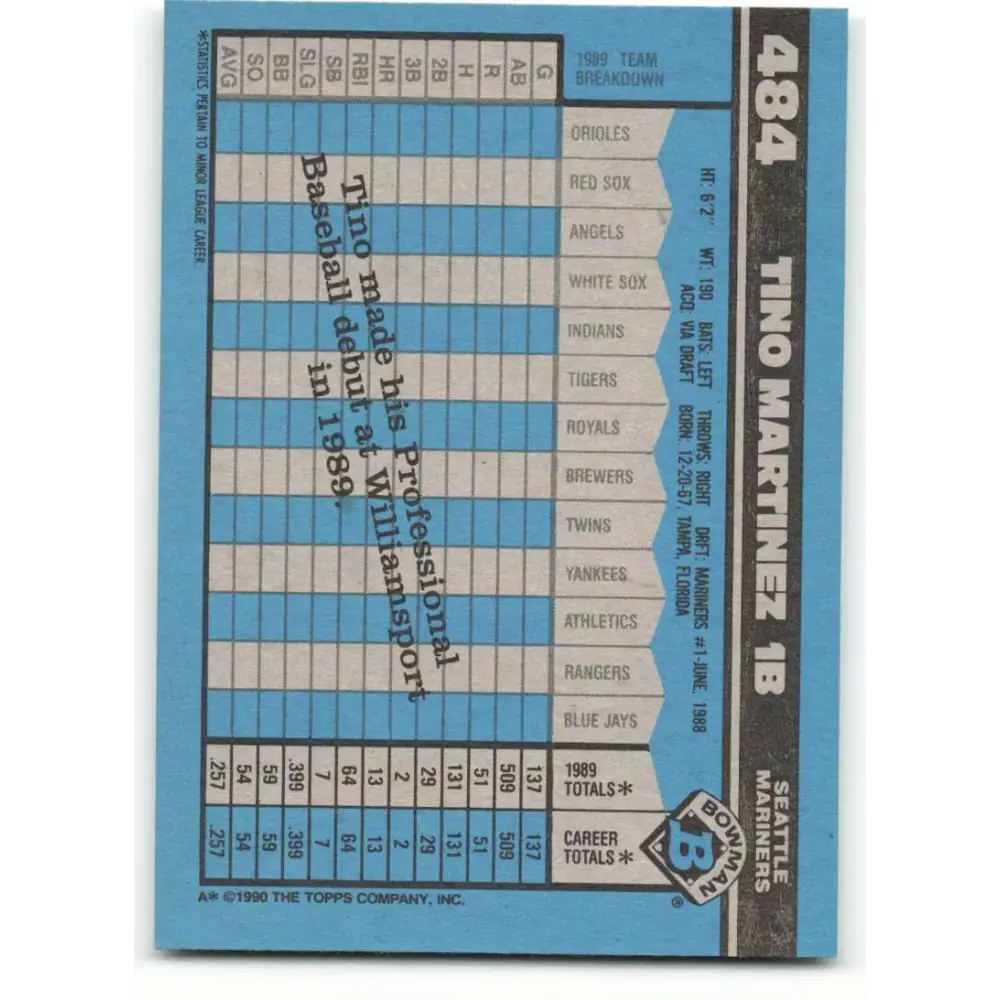 484 TINO MARTINEZ 1B
SEATTLE
MARINERS
HT: 6'2" WT: 190 BATS: LEFT THROWS: RIGHT DRFT: MARINERS #1-JUNE, 1988
ACQ: VIA DRAFT BORN: 12-20-67, TAMPA, FLORIDA
BOWMAN
B
®
1989 TEAM
BREAKDOWN
G AB R H 2B 3B HR RBI SB SLG BB SO AVG
ORIOLES
RED SOX
ANGELS
WHITE SOX
INDIANS
TIGERS
ROYALS
BREWERS
TWINS
YANKEES
ATHLETICS
RANGERS
BLUE JAYS
1989
TOTALS*
137 509 51 131 29 2 13 64 7 .399 59 54 .257
CAREER
TOTALS*
137 509 51 131 29 2 13 64 7 .399 59 54 .257
Tino made his Professional
Baseball debut at Williamsport
in 1989.
*STATISTICS PERTAIN TO MINOR LEAGUE CAREER.
A* ©1990 THE TOPPS COMPANY, INC.